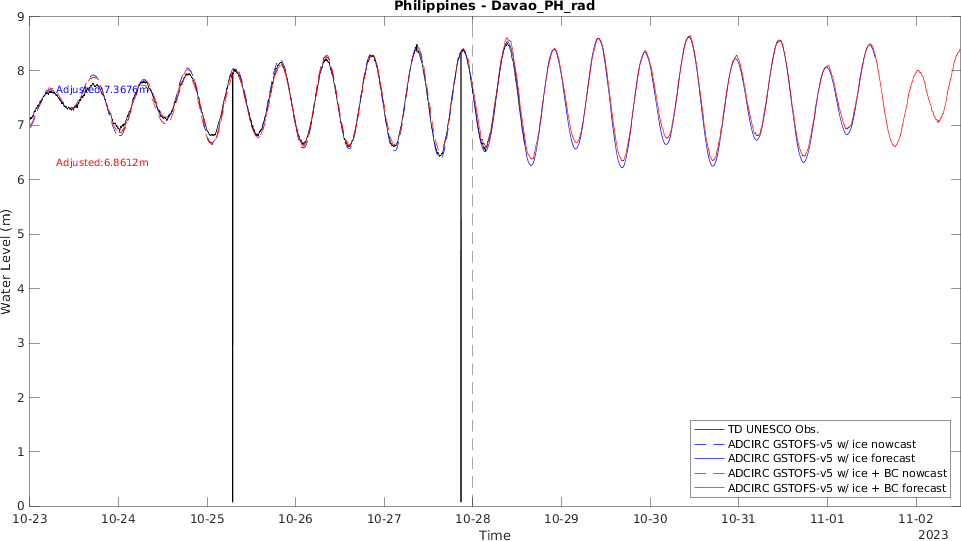 Philippines - Davao_PH_rad
9
8
7
6
5
4
3
2
1
0
Water Level (m)
Adjusted:7.3676m
Adjusted:6.8612m
TD UNESCO Obs.
ADCIRC GSTOFS-v5 w/ ice nowcast
ADCIRC GSTOFS-v5 w/ ice forecast
ADCIRC GSTOFS-v5 w/ ice + BC nowcast
ADCIRC GSTOFS-v5 w/ ice + BC forecast
10-23 10-24 10-25 10-26 10-27 10-28 10-29 10-30 10-31 11-01 11-02
Time
2023